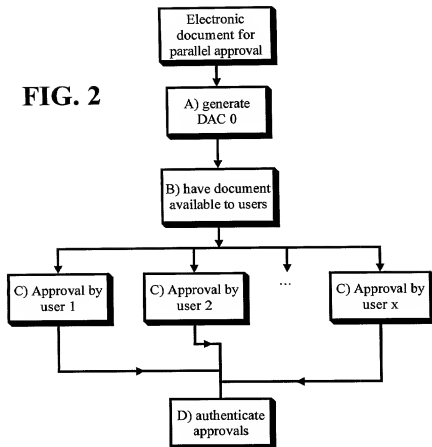 Electronic
document for
parallel approval
FIG. 2
A) generate
DAC 0
B) have document
available to users
C) Approval by
user 1
C) Approval by
user 2
...
C) Approval by
user x
D) authenticate
approvals